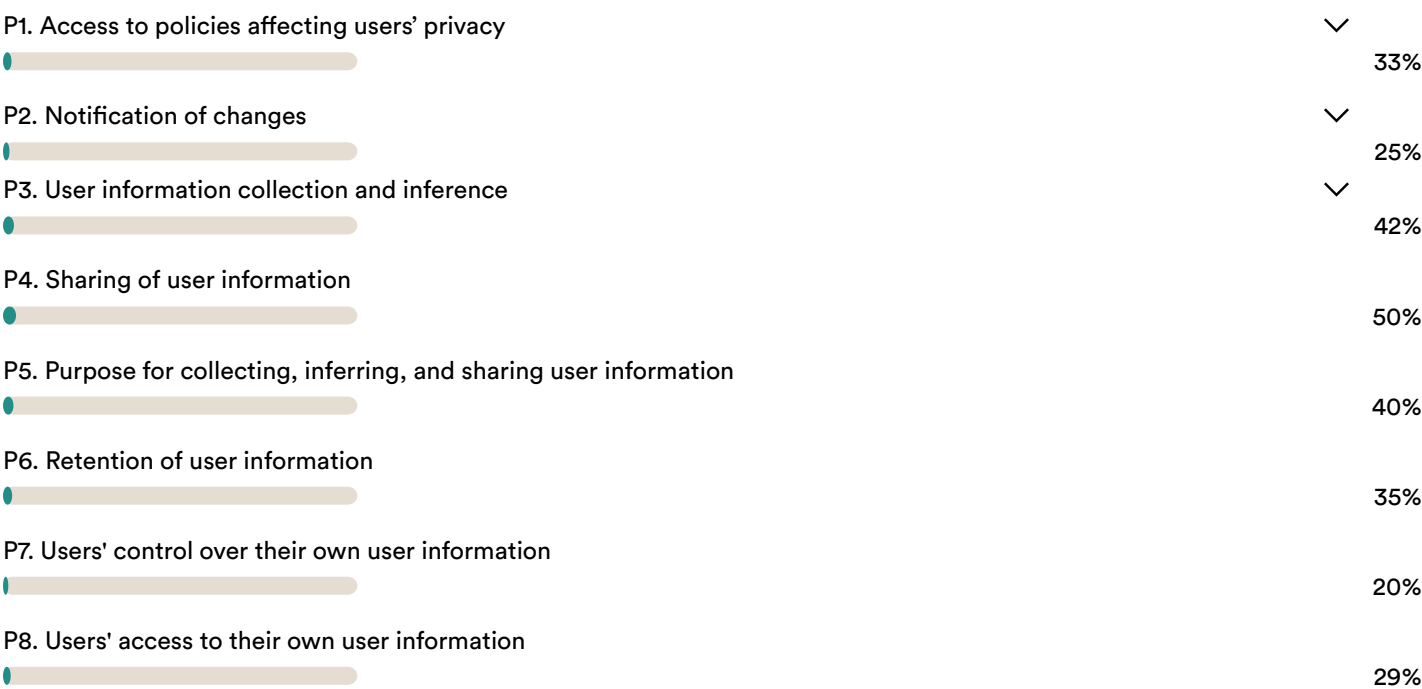 P1. Access to policies affecting users’ privacy
33%
P2. Notification of changes
25%
P3. User information collection and inference
42%
P4. Sharing of user information
50%
P5. Purpose for collecting, inferring, and sharing user information
40%
P6. Retention of user information
35%
P7. Users' control over their own user information
20%
P8. Users' access to their own user information
29%